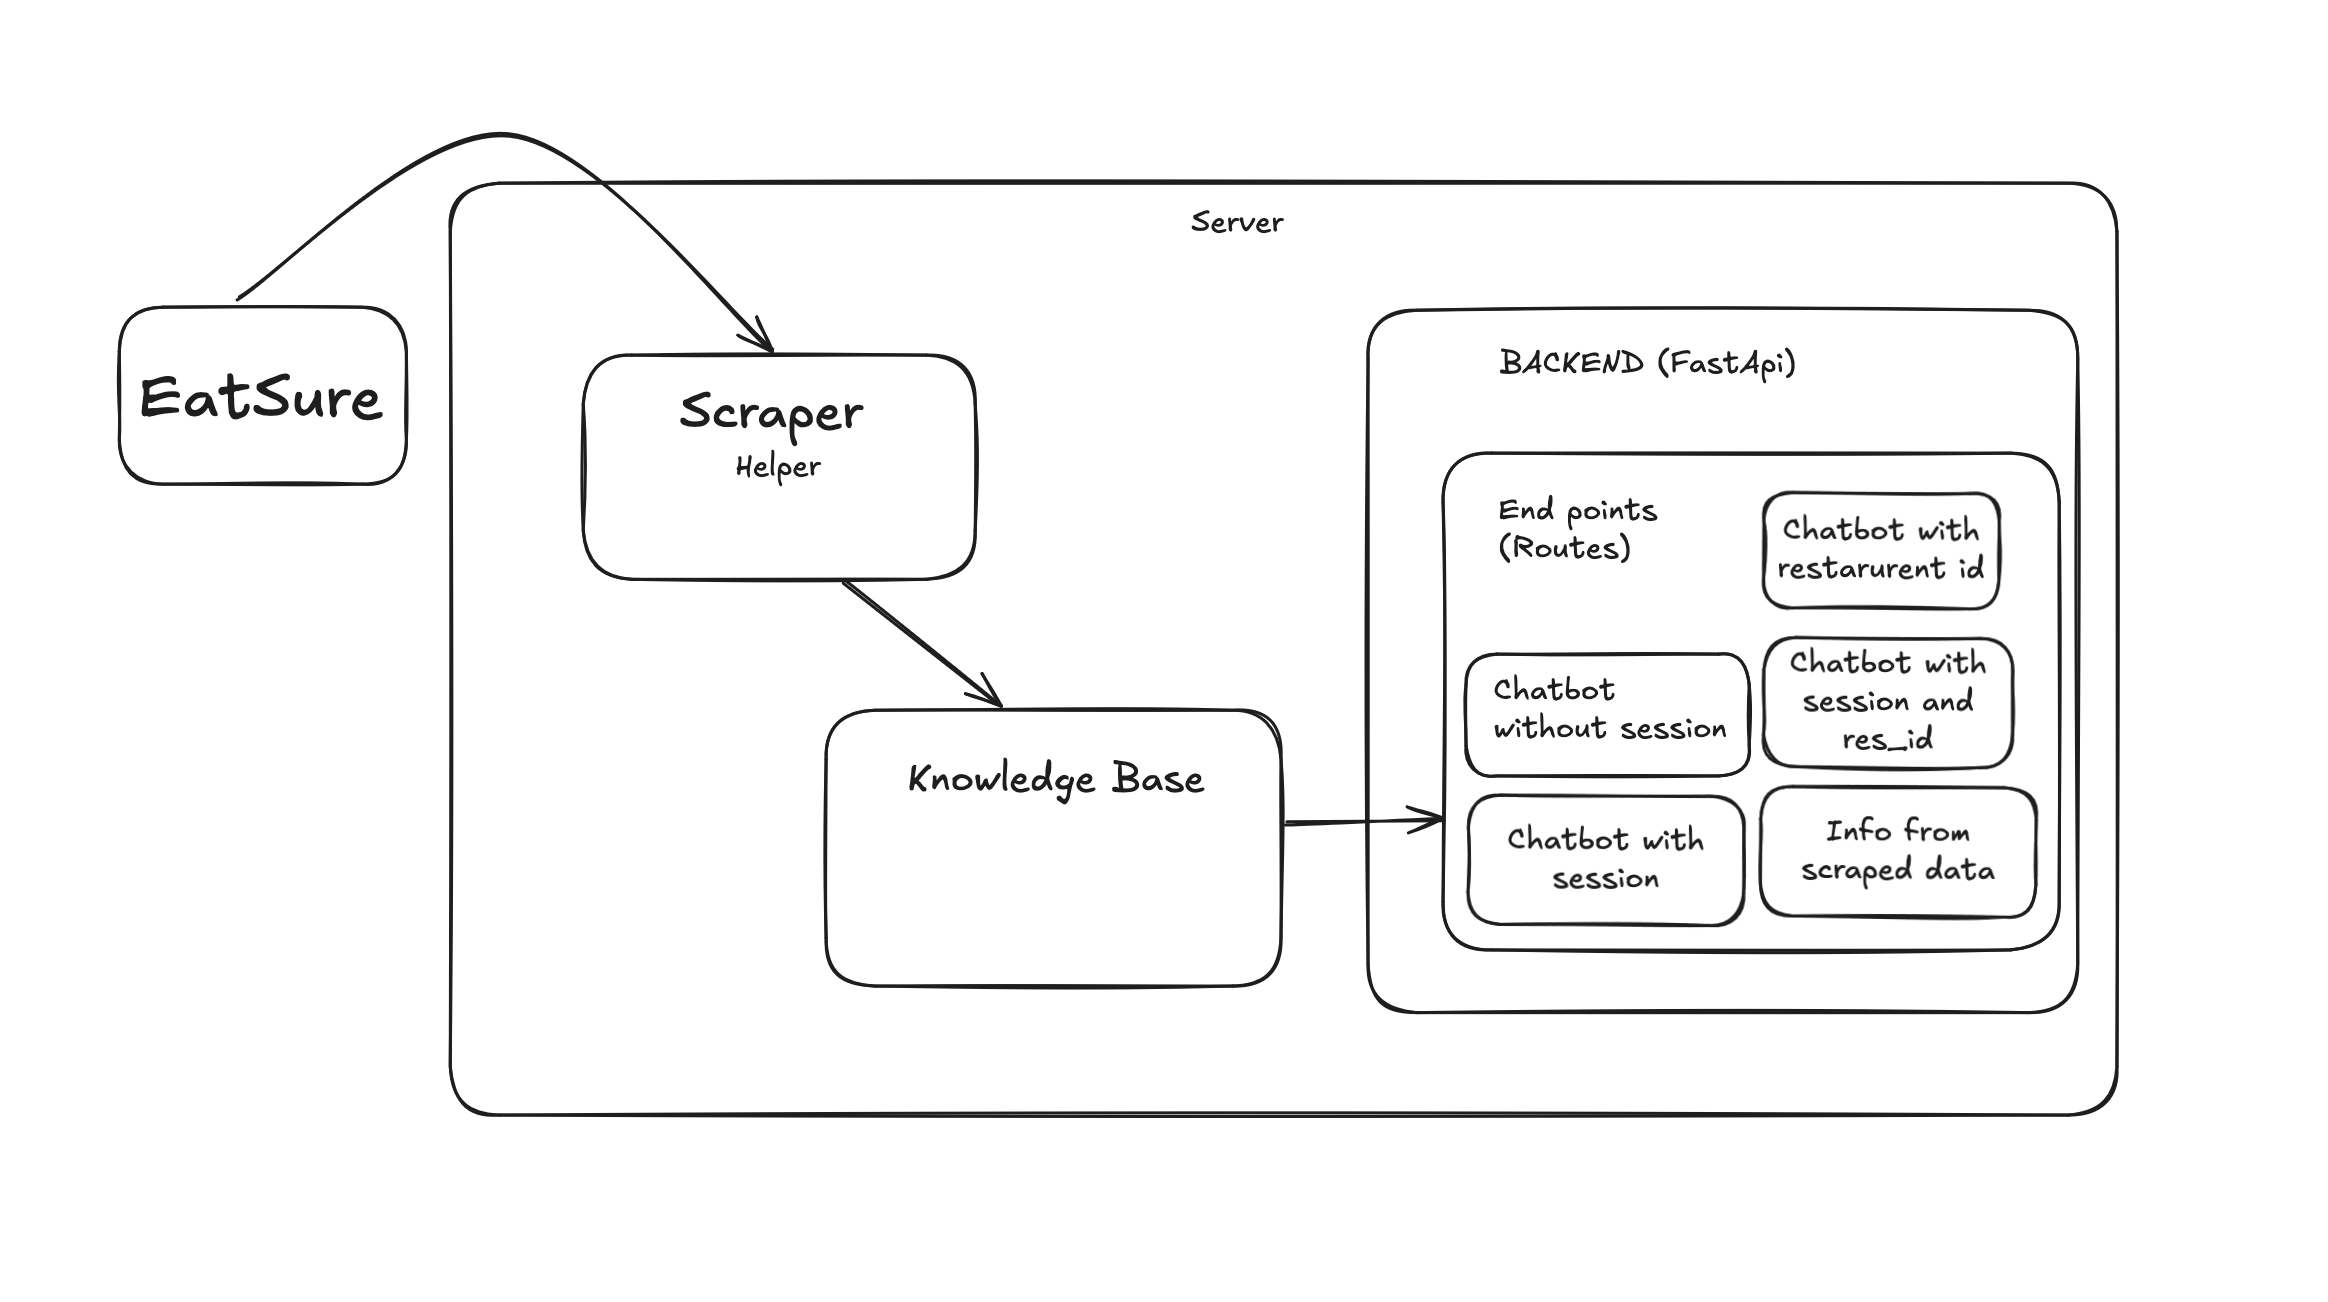 Server
EatSure
Scraper
Helper
Knowledge Base
BACKEND (FastApi)
End points
(Routes)
Chatbot with
restarurent id
Chatbot
without session
Chatbot with
session and
res_id
Chatbot with
session
Info from
scraped data